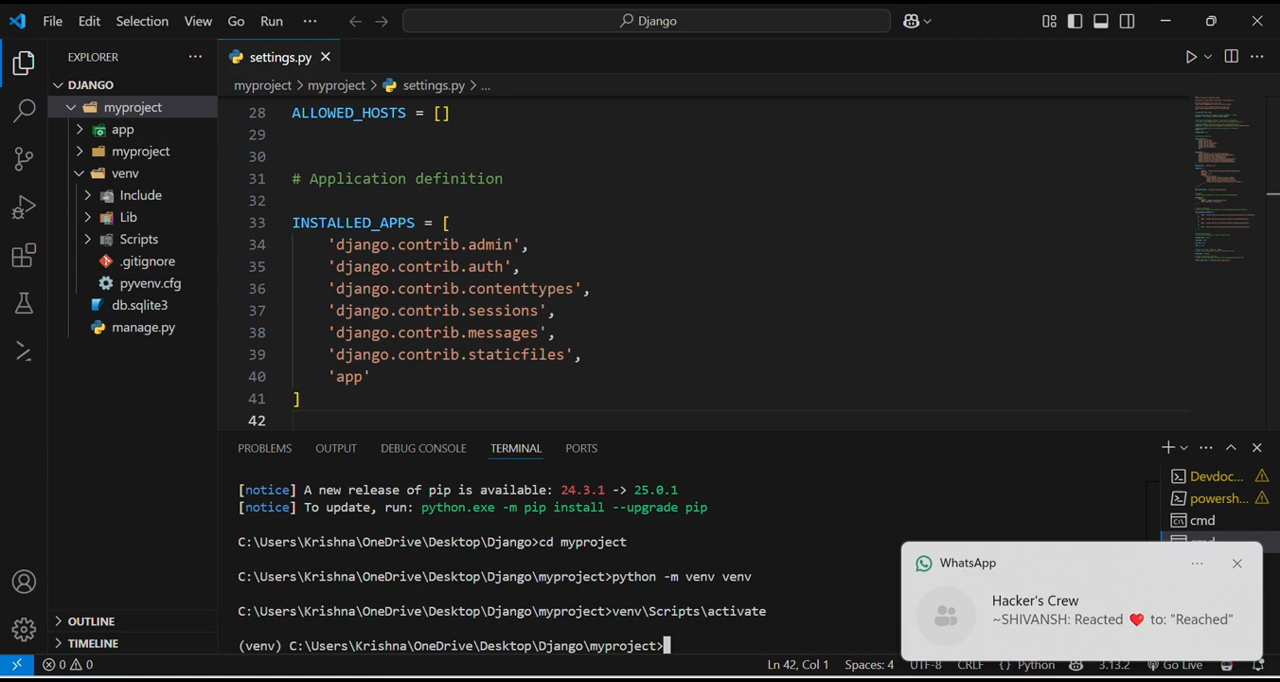 File Edit Selection View Go Run ··· Django
EXPLORER ···
DJANGO
myproject
app
myproject
venv
Include
Lib
Scripts
.gitignore
pyvenv.cfg
db.sqlite3
manage.py
OUTLINE
TIMELINE
settings.py
myproject > myproject > settings.py > ...
28 ALLOWED_HOSTS = []
29
30
31 # Application definition
32
33 INSTALLED_APPS = [
34 'django.contrib.admin',
35 'django.contrib.auth',
36 'django.contrib.contenttypes',
37 'django.contrib.sessions',
38 'django.contrib.messages',
39 'django.contrib.staticfiles',
40 'app'
41 ]
42
PROBLEMS OUTPUT DEBUG CONSOLE TERMINAL PORTS
[notice] A new release of pip is available: 24.3.1 -> 25.0.1
[notice] To update, run: python.exe -m pip install --upgrade pip
C:\Users\Krishna\OneDrive\Desktop\Django>cd myproject
C:\Users\Krishna\OneDrive\Desktop\Django\myproject>python -m venv venv
C:\Users\Krishna\OneDrive\Desktop\Django\myproject>venv\Scripts\activate
(venv) C:\Users\Krishna\OneDrive\Desktop\Django\myproject>
Devdoc...
powersh...
cmd
WhatsApp ···
Hacker's Crew
~SHIVANSH: Reacted ❤️ to: "Reached"
0 0 Ln 42, Col 1 Spaces: 4 UTF-8 CRLF {} Python 3.13.2 Go Live